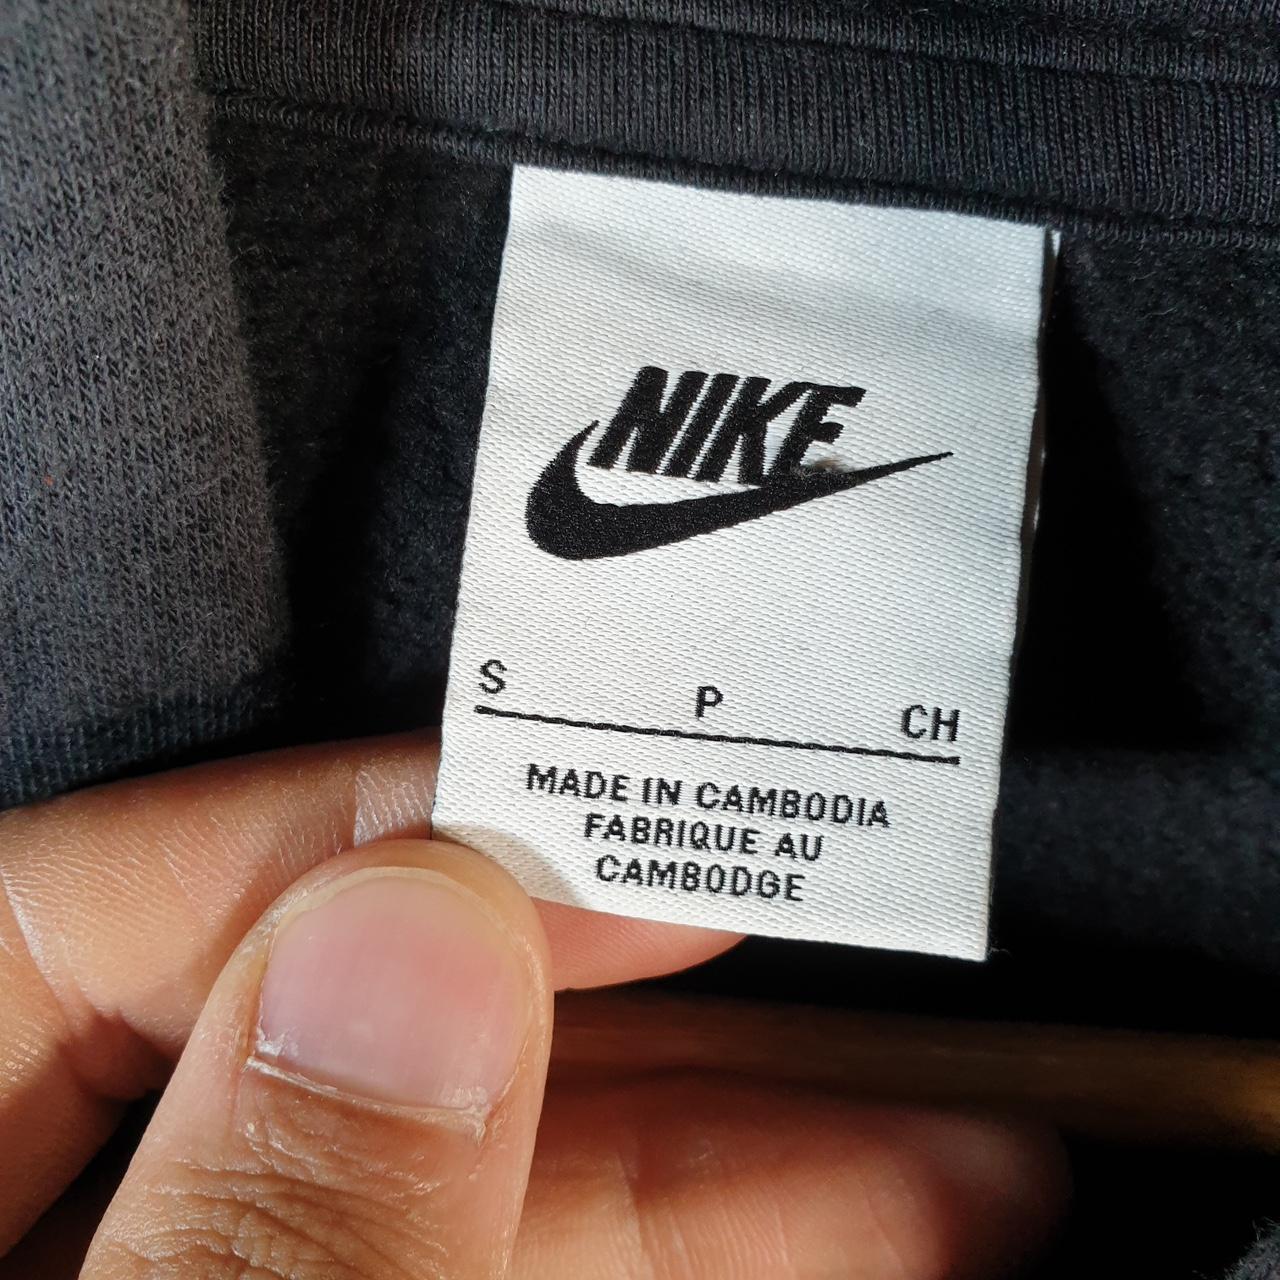 NIKE
S P CH
MADE IN CAMBODIA
FABRIQUE AU
CAMBODGE